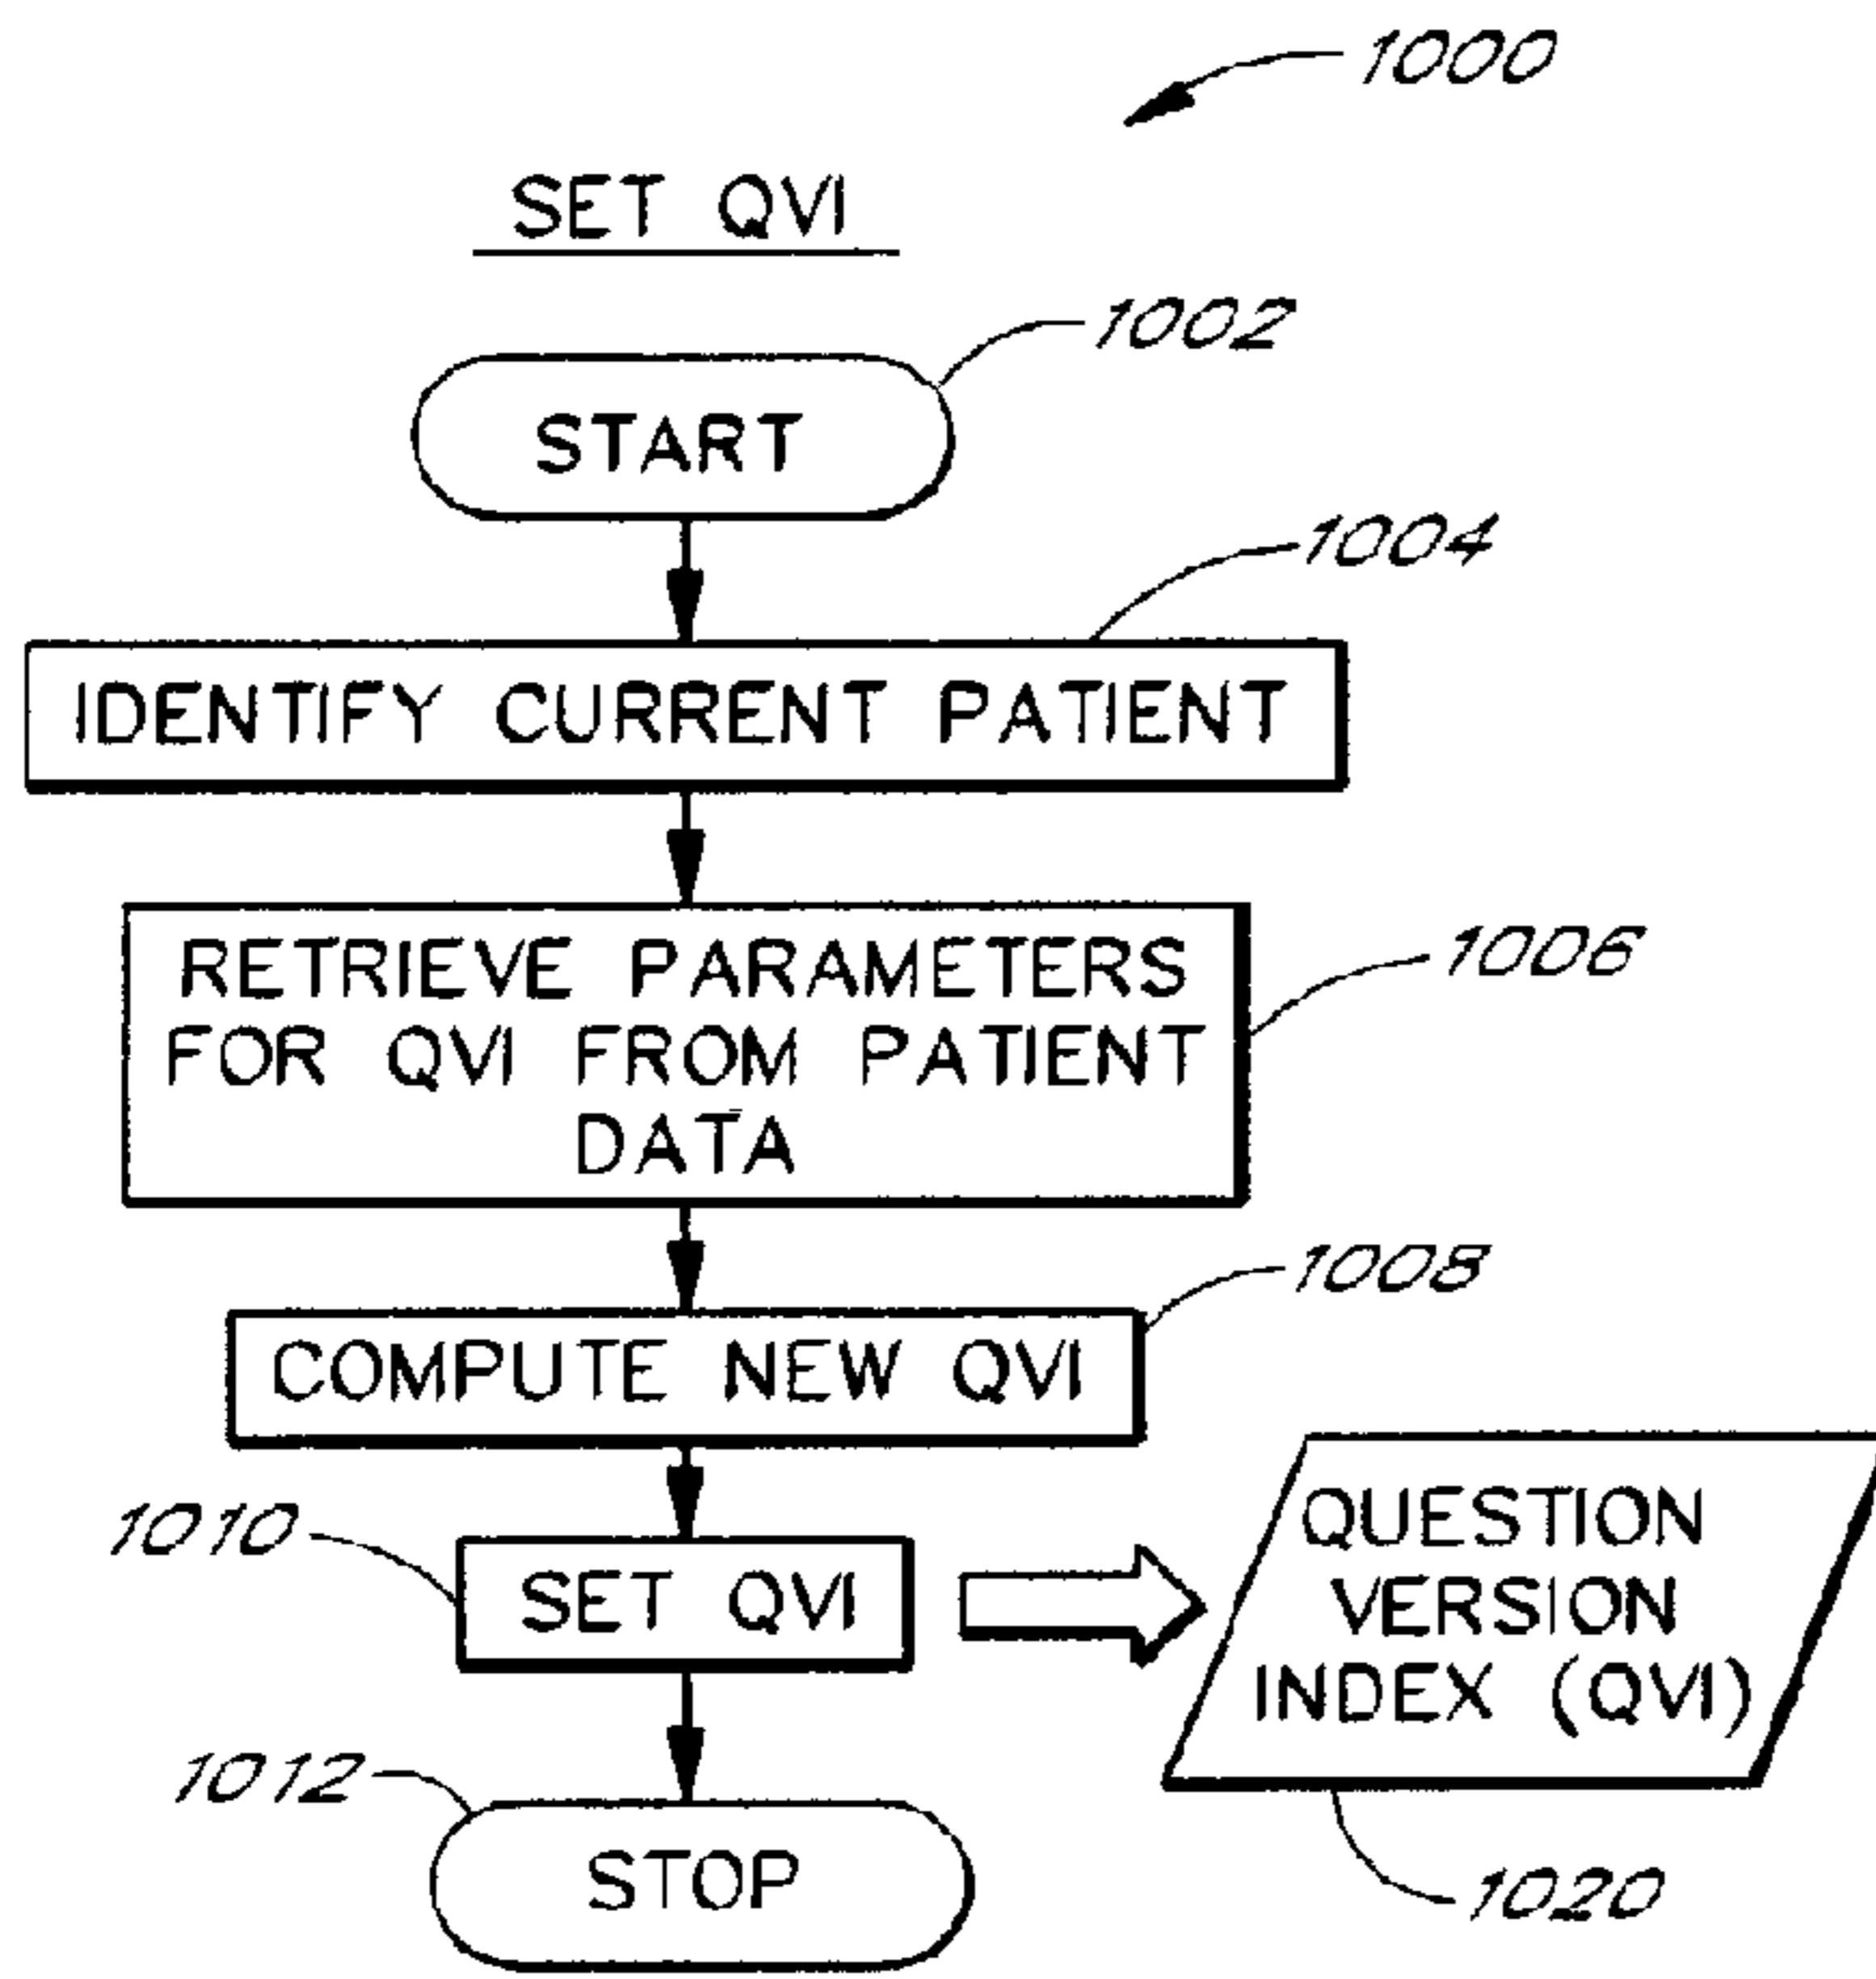 1000
SET QVI
1002
START
1004
IDENTIFY CURRENT PATIENT
1006
RETRIEVE PARAMETERS
FOR QVI FROM PATIENT
DATA
1008
COMPUTE NEW QVI
1010
SET QVI
QUESTION
VERSION
INDEX (QVI)
1012
STOP
1020